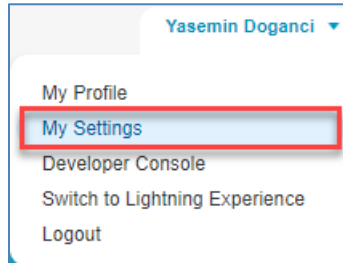 Yasemin Doganci
My Profile
My Settings
Developer Console
Switch to Lightning Experience
Logout